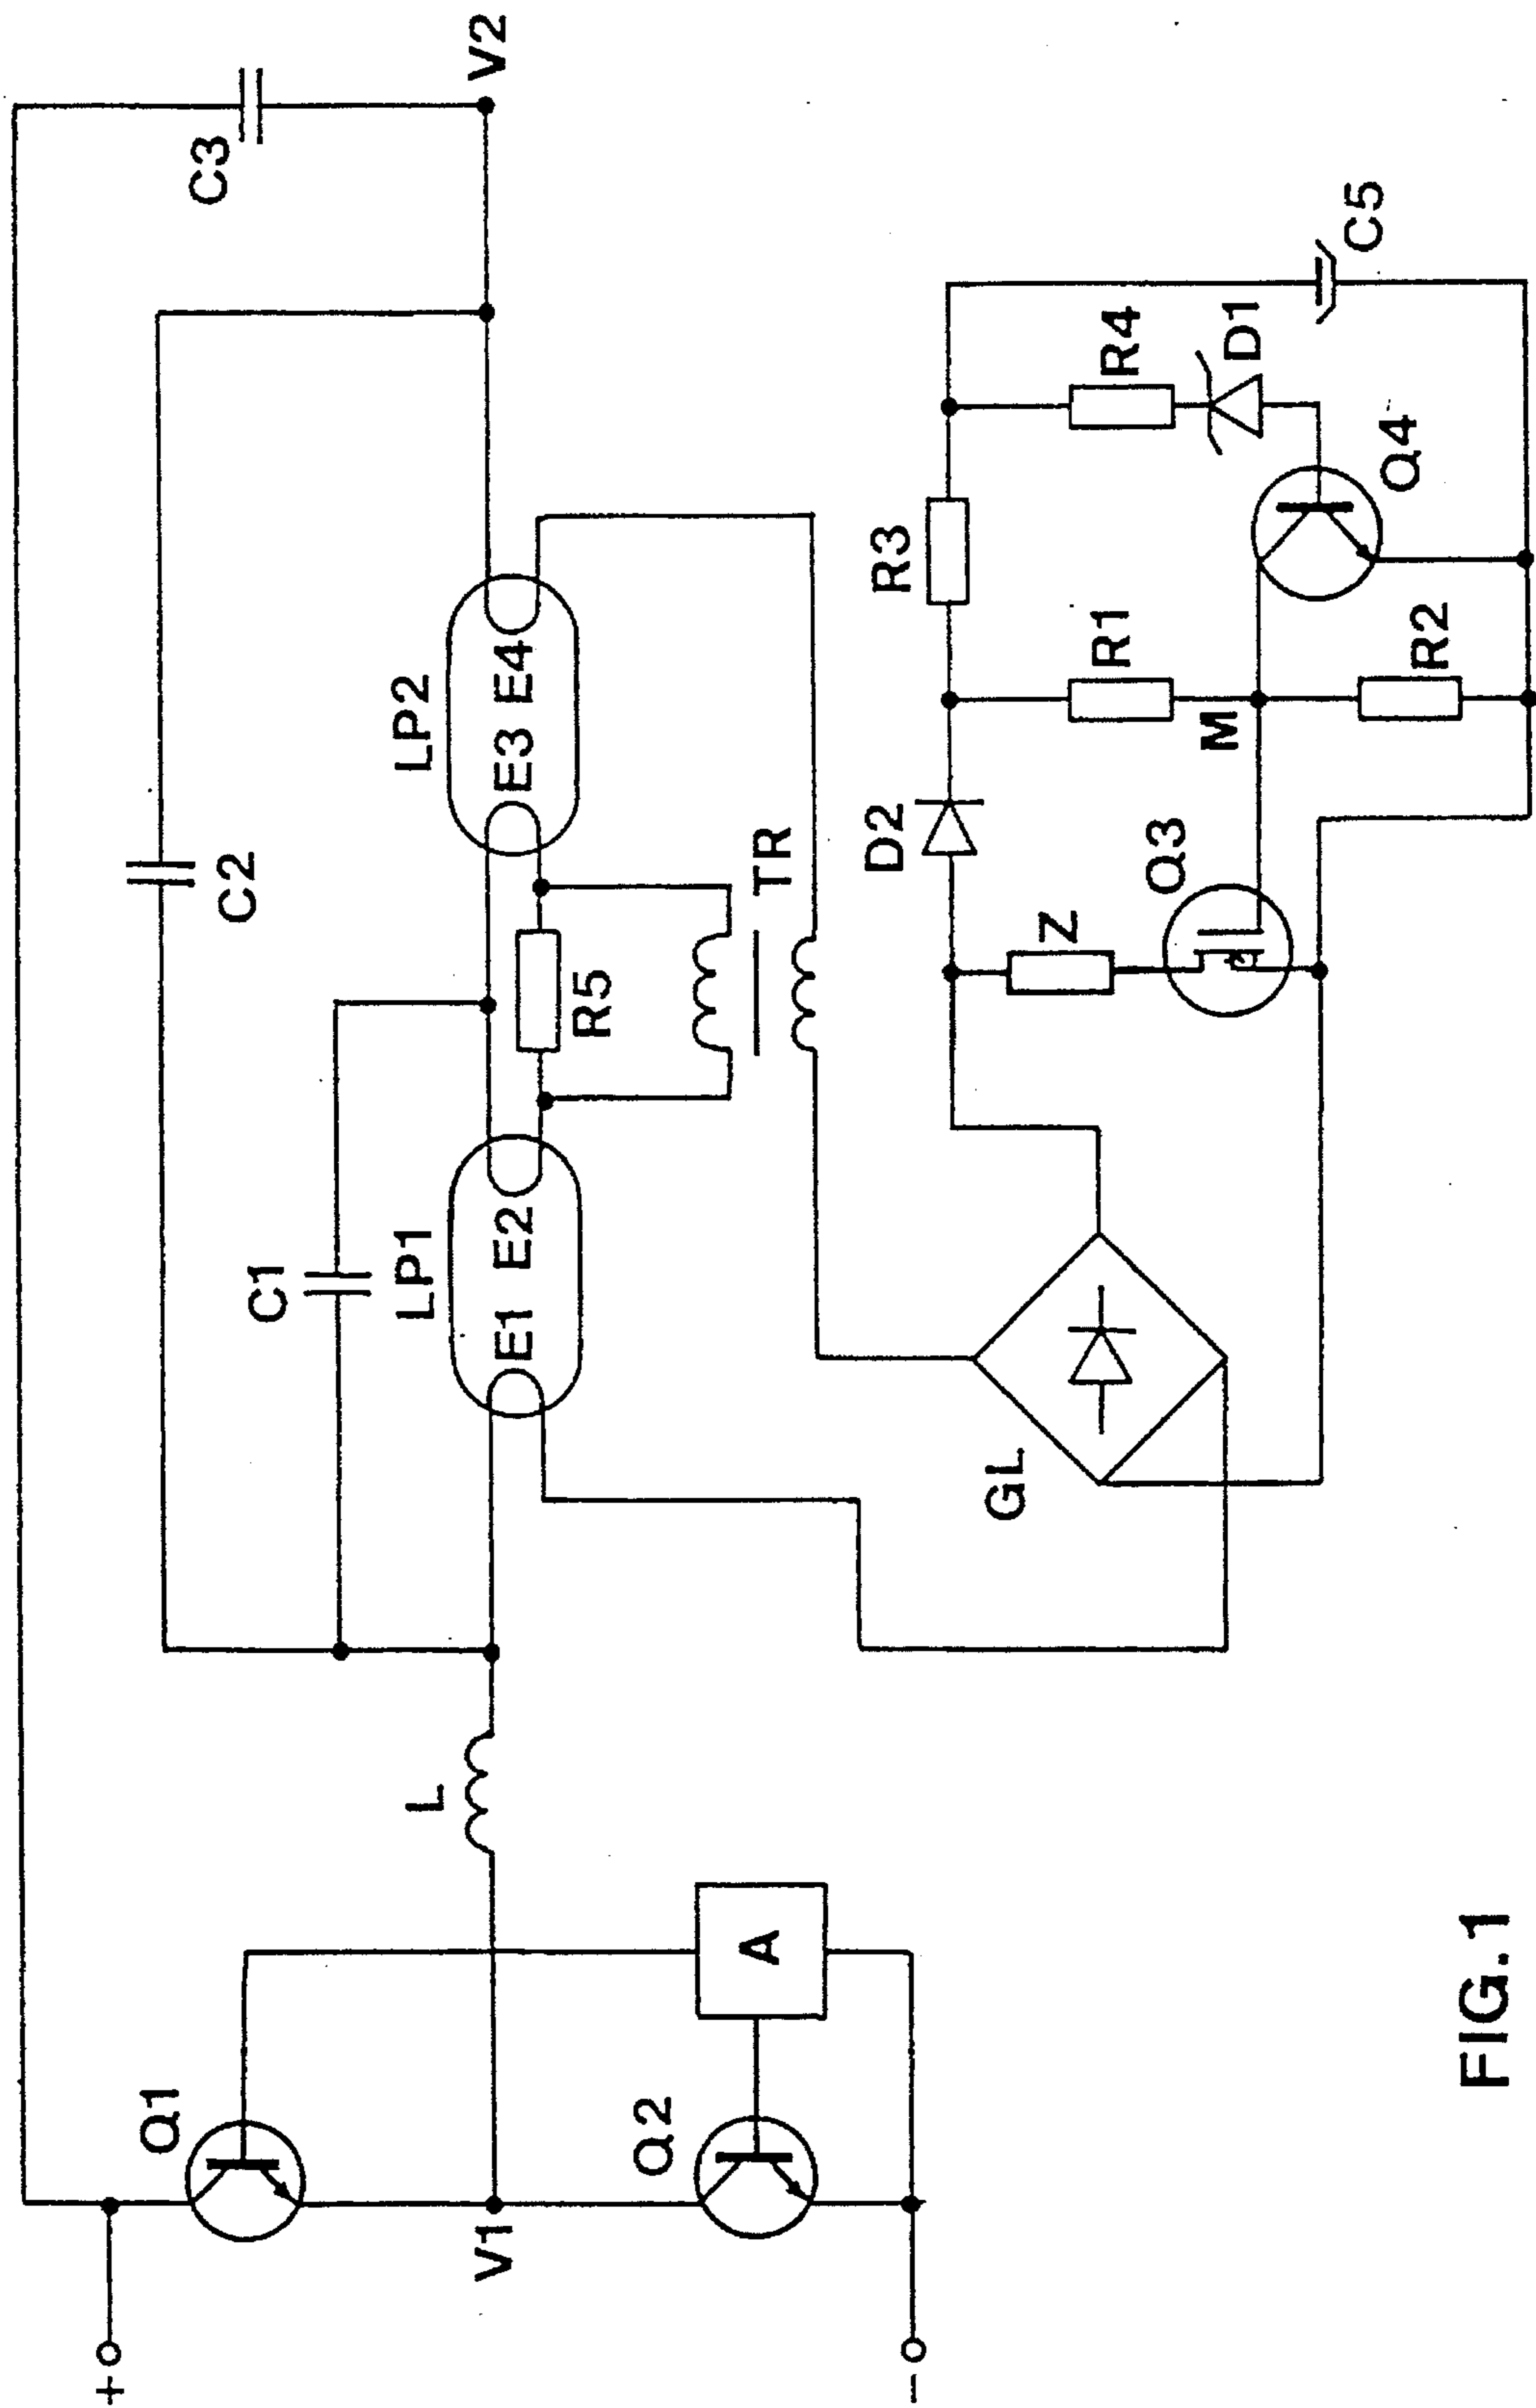 C3
V2
C2
C1
LP1
E1 E2
LP2
E3 E4
R5
TR
L
Q1
V1
Q2
A
+
-
GL
D2
R3
Z
Q3
R1
M
R2
R4
D1
Q4
C5
FIG.1